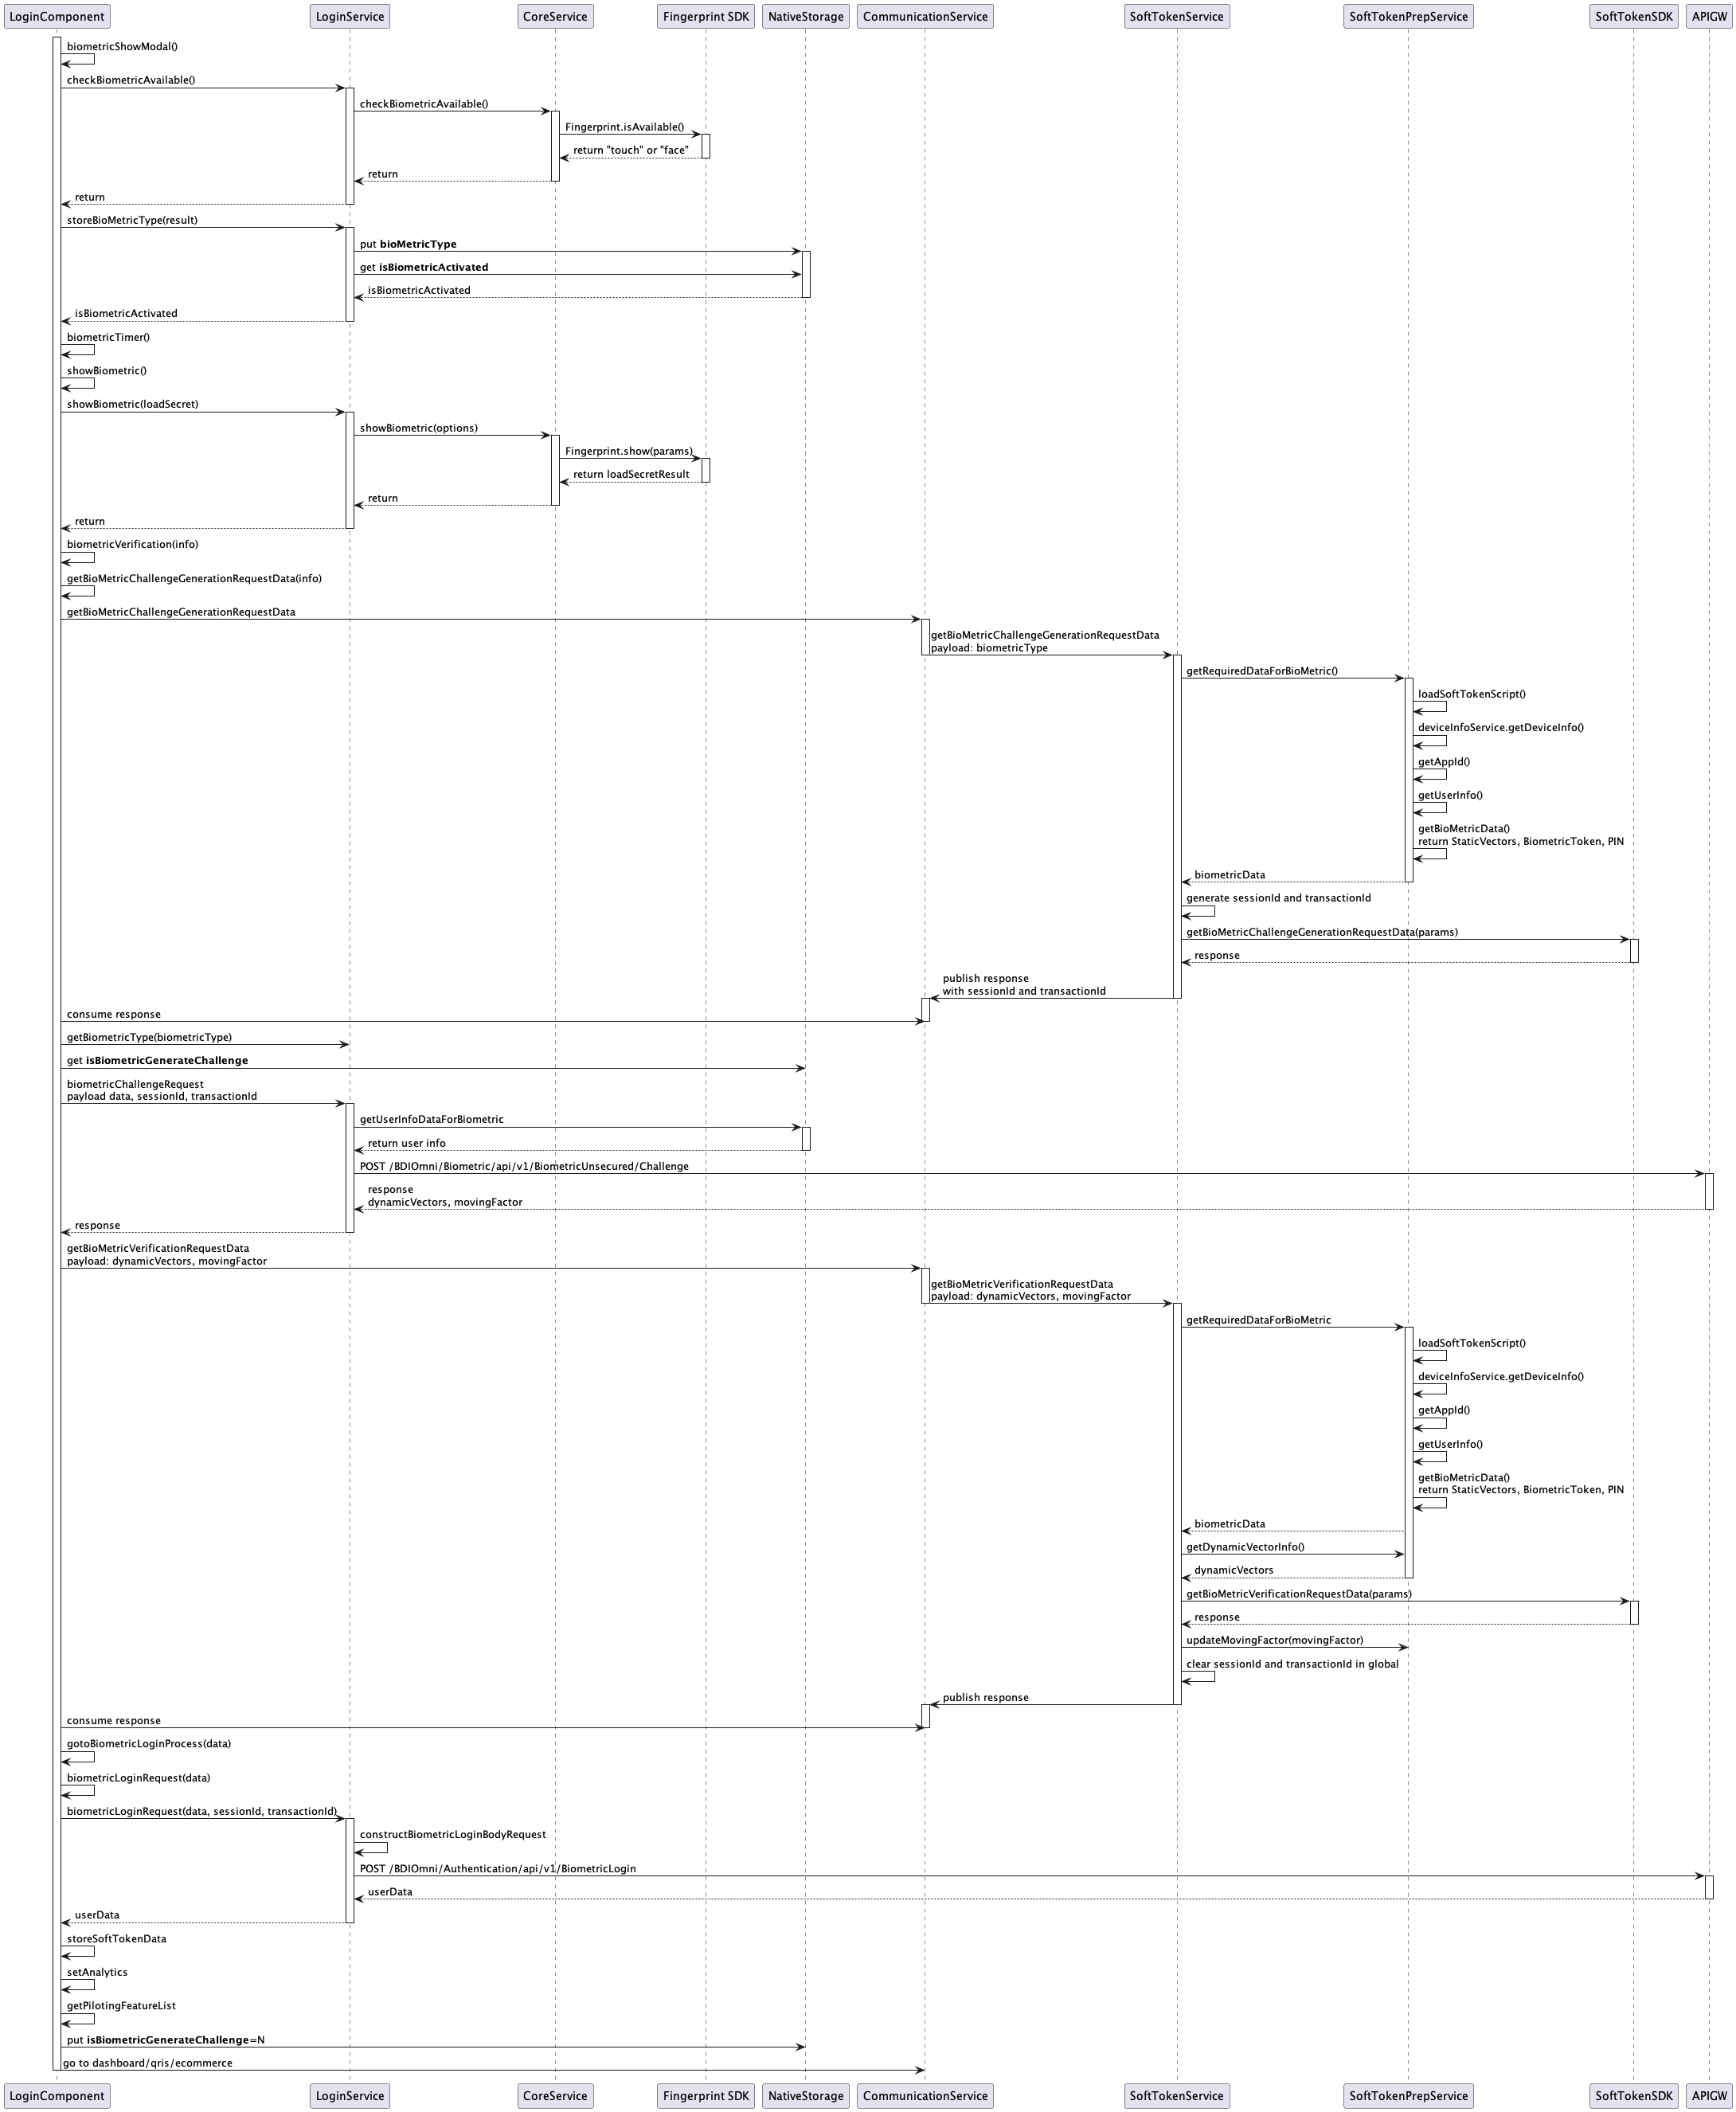 LoginComponent
LoginService
CoreService
Fingerprint SDK
NativeStorage
CommunicationService
SoftTokenService
SoftTokenPrepService
SoftTokenSDK
APIGW
biometricShowModal()
checkBiometricAvailable()
checkBiometricAvailable()
Fingerprint.isAvailable()
return "touch" or "face"
return
return
storeBioMetricType(result)
put bioMetricType
get isBiometricActivated
isBiometricActivated
isBiometricActivated
biometricTimer()
showBiometric()
showBiometric(loadSecret)
showBiometric(options)
Fingerprint.show(params)
return loadSecretResult
return
return
biometricVerification(info)
getBioMetricChallengeGenerationRequestData(info)
getBioMetricChallengeGenerationRequestData
getBioMetricChallengeGenerationRequestData
payload: biometricType
getRequiredDataForBioMetric()
loadSoftTokenScript()
deviceInfoService.getDeviceInfo()
getAppId()
getUserInfo()
getBioMetricData()
return StaticVectors, BiometricToken, PIN
biometricData
generate sessionId and transactionId
getBioMetricChallengeGenerationRequestData(params)
response
publish response
with sessionId and transactionId
consume response
getBiometricType(biometricType)
get isBiometricGenerateChallenge
biometricChallengeRequest
payload data, sessionId, transactionId
getUserInfoDataForBiometric
return user info
POST /BDIOmni/Biometric/api/v1/BiometricUnsecured/Challenge
response
dynamicVectors, movingFactor
response
getBioMetricVerificationRequestData
payload: dynamicVectors, movingFactor
getBioMetricVerificationRequestData
payload: dynamicVectors, movingFactor
getRequiredDataForBioMetric
loadSoftTokenScript()
deviceInfoService.getDeviceInfo()
getAppId()
getUserInfo()
getBioMetricData()
return StaticVectors, BiometricToken, PIN
biometricData
getDynamicVectorInfo()
dynamicVectors
getBioMetricVerificationRequestData(params)
response
updateMovingFactor(movingFactor)
clear sessionId and transactionId in global
publish response
consume response
gotoBiometricLoginProcess(data)
biometricLoginRequest(data)
biometricLoginRequest(data, sessionId, transactionId)
constructBiometricLoginBodyRequest
POST /BDIOmni/Authentication/api/v1/BiometricLogin
userData
userData
storeSoftTokenData
setAnalytics
getPilotingFeatureList
put isBiometricGenerateChallenge=N
go to dashboard/qris/ecommerce
LoginComponent
LoginService
CoreService
Fingerprint SDK
NativeStorage
CommunicationService
SoftTokenService
SoftTokenPrepService
SoftTokenSDK
APIGW